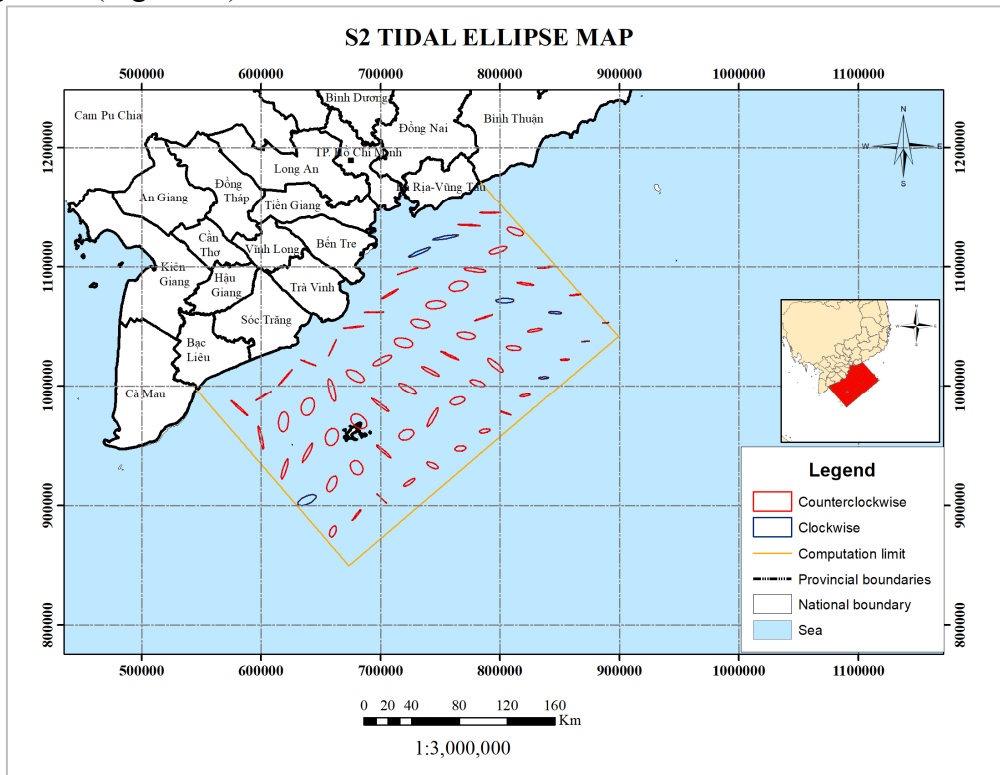 S2 TIDAL ELLIPSE MAP
500000 600000 700000 800000 900000 1000000 1100000
Cam Pu Chia
Bình Dương
Bình Thuận
Đồng Nai
TP. Hồ Chí Minh
Long An
Rịa-Vũng Tàu
An Giang
Đồng
Tháp
Tiền Giang
Cần
Thơ
Vĩnh Long
Bến Tre
Kiên
Giang
Hậu
Giang
Trà Vinh
Sóc Trăng
Bạc
Liêu
Cà Mau
1200000
1100000
1000000
900000
800000
1200000
1100000
1000000
900000
800000
N
W E
S
N
Legend
Counterclockwise
Clockwise
Computation limit
Provincial boundaries
National boundary
Sea
500000 600000 700000 800000 900000 1000000 1100000
0 20 40 80 120 160
Km
1:3,000,000